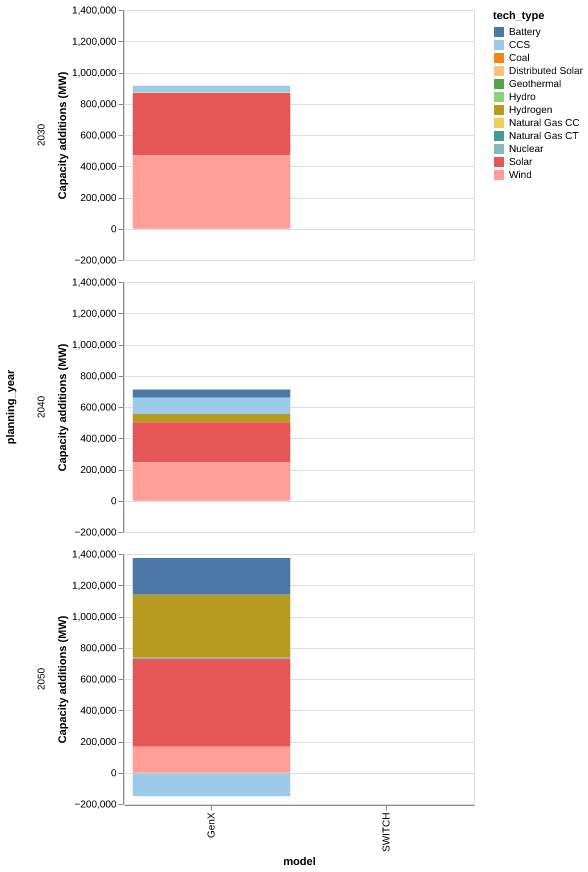 tech_type
Battery
CCS
Coal
Distributed Solar
Geothermal
Hydro
Hydrogen
Natural Gas CC
Natural Gas CT
Nuclear
Solar
Wind
planning_year
2030
Capacity additions (MW)
1,400,000
1,200,000
1,000,000
800,000
600,000
400,000
200,000
0
−200,000
2040
Capacity additions (MW)
1,400,000
1,200,000
1,000,000
800,000
600,000
400,000
200,000
0
−200,000
2050
Capacity additions (MW)
1,400,000
1,200,000
1,000,000
800,000
600,000
400,000
200,000
0
−200,000
GenX
SWITCH
model